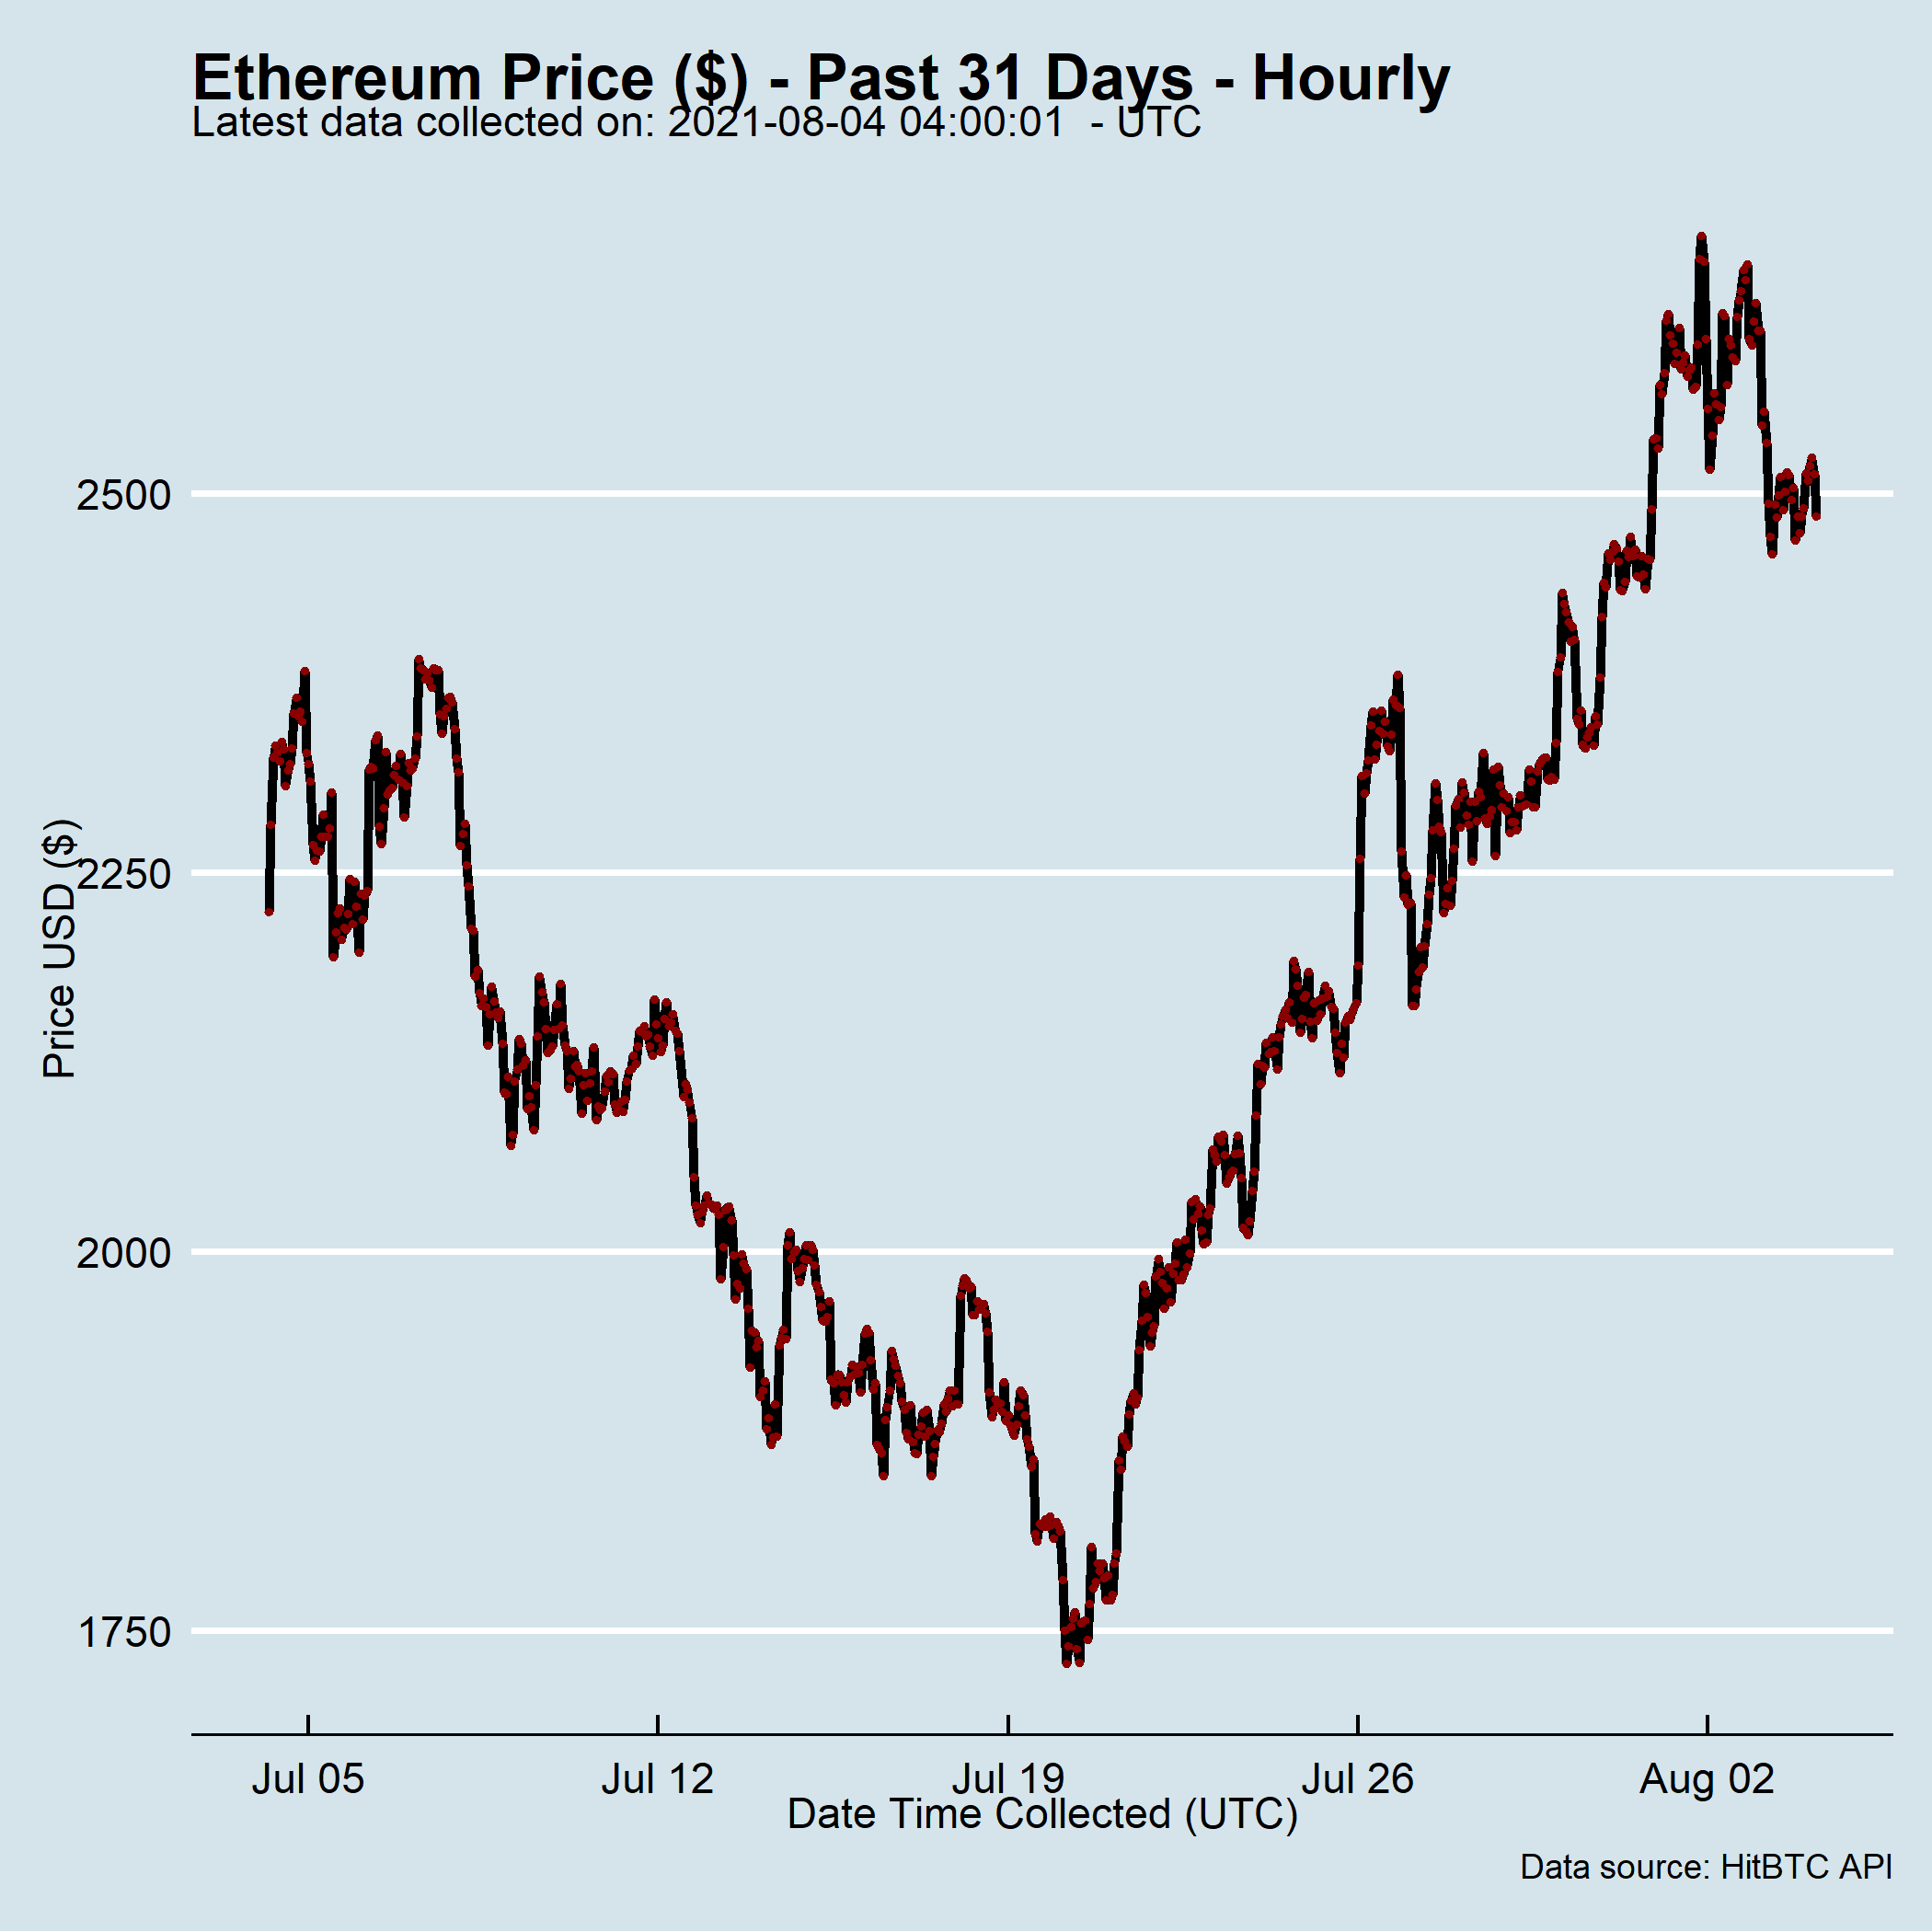 Ethereum Price ($) - Past 31 Days - Hourly
Latest data collected on: 2021-08-04 04:00:01  - UTC
Price USD ($)
2500
2250
2000
1750
Jul 05
Jul 12
Jul 19
Jul 26
Aug 02
Date Time Collected (UTC)
Data source: HitBTC API